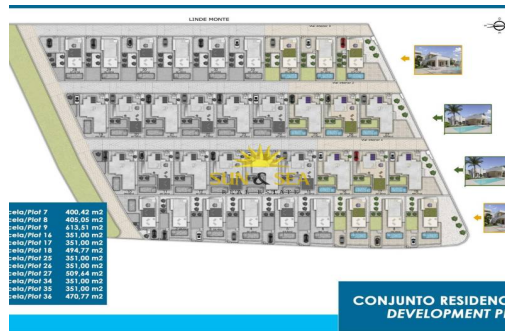 LINDE MONTE
SUN & SEA
REAL ESTATE
cela/Plot 7 400,42 m2
cela/Plot 8 405,05 m2
cela/Plot 9 613,51 m2
cela/Plot 16 351,00 m2
cela/Plot 17 351,00 m2
cela/Plot 18 494,77 m2
cela/Plot 25 351,00 m2
cela/Plot 26 351,00 m2
cela/Plot 27 509,64 m2
cela/Plot 34 351,00 m2
cela/Plot 35 351,00 m2
cela/Plot 36 470,77 m2
CONJUNTO RESIDENC
DEVELOPMENT P